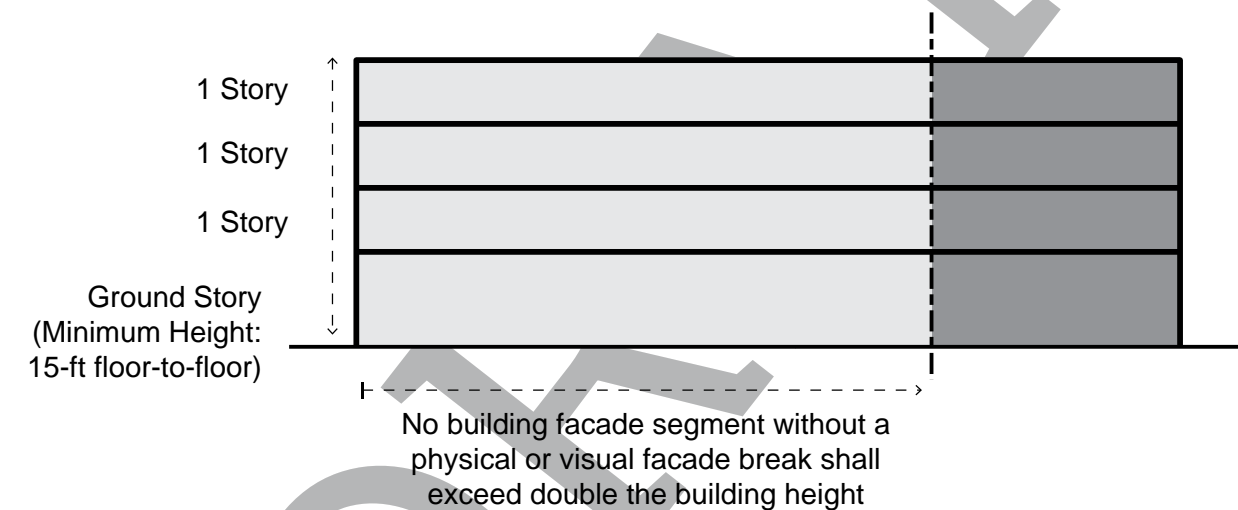 1 Story
1 Story
1 Story
Ground Story
(Minimum Height:
15-ft floor-to-floor)
No building facade segment without a
physical or visual facade break shall
exceed double the building height